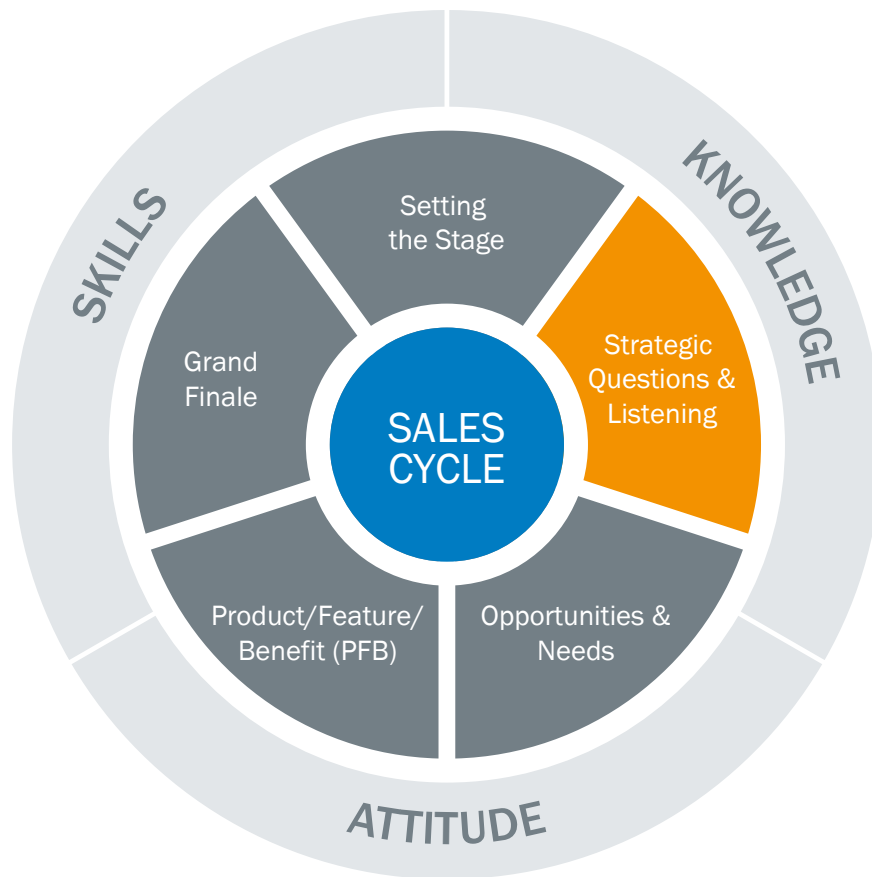 SKILLS
KNOWLEDGE
ATTITUDE
Setting
the Stage
Strategic
Questions &
Listening
Opportunities &
Needs
Product/Feature/
Benefit (PFB)
Grand
Finale
SALES
CYCLE